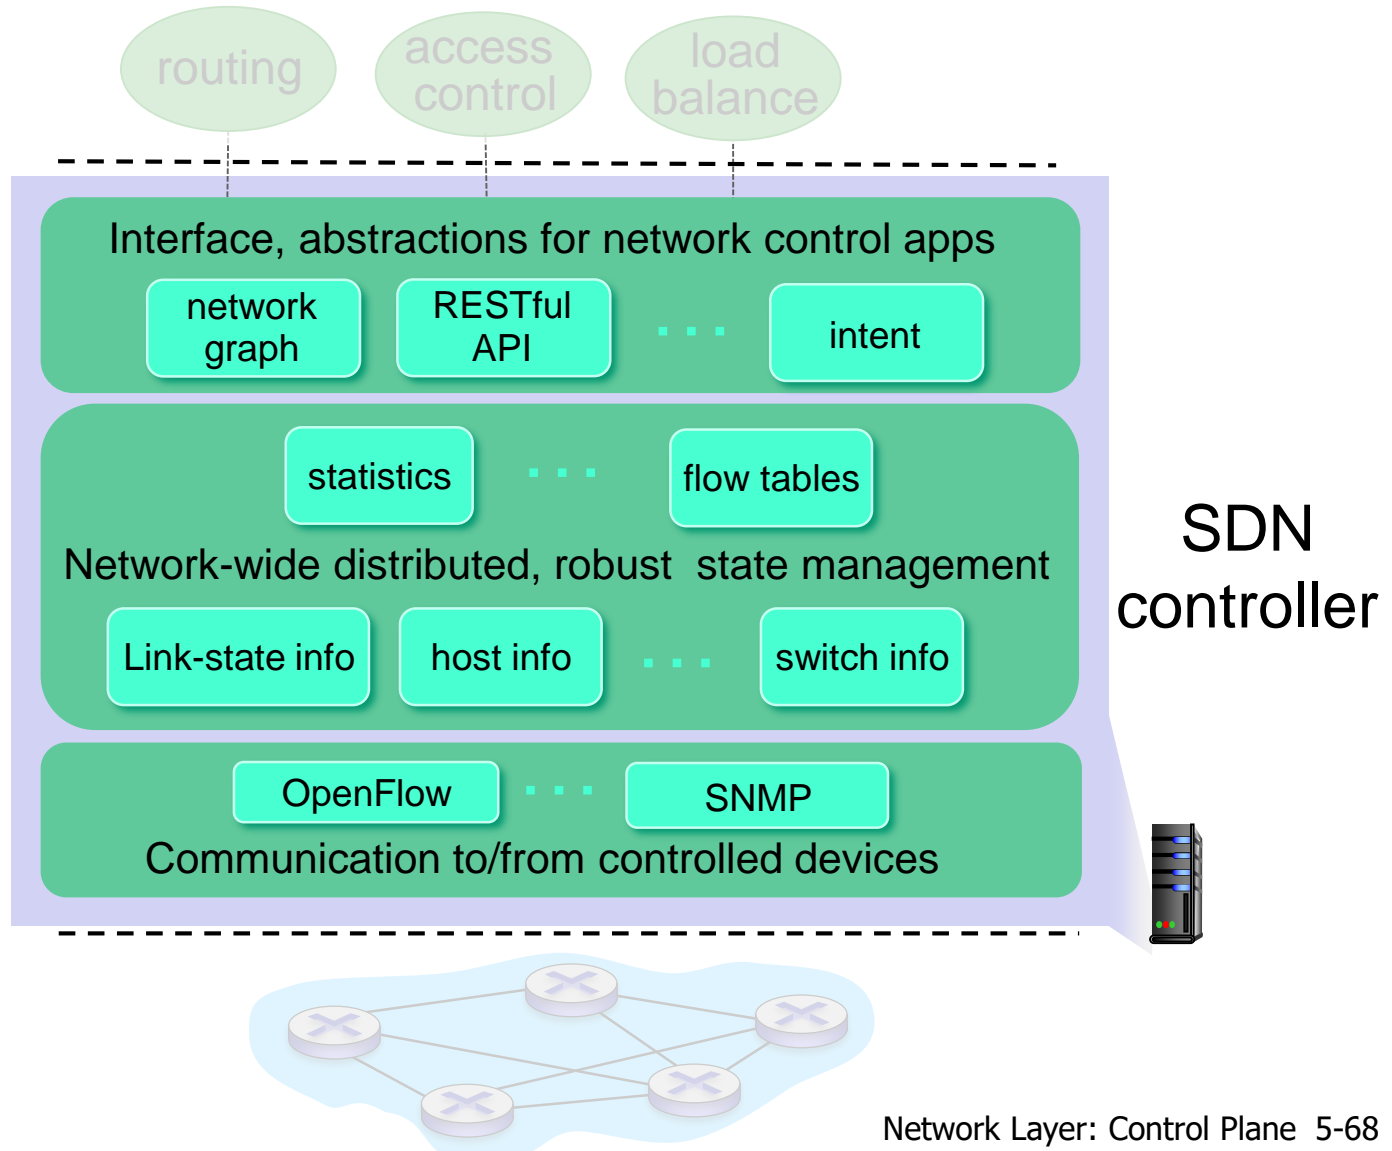 routing
access
control
load
balance
Interface, abstractions for network control apps
network
graph
RESTful
API
intent
statistics
flow tables
Network-wide distributed, robust  state management
Link-state info
host info
switch info
SDN
controller
OpenFlow
SNMP
Communication to/from controlled devices
Network Layer: Control Plane  5-68